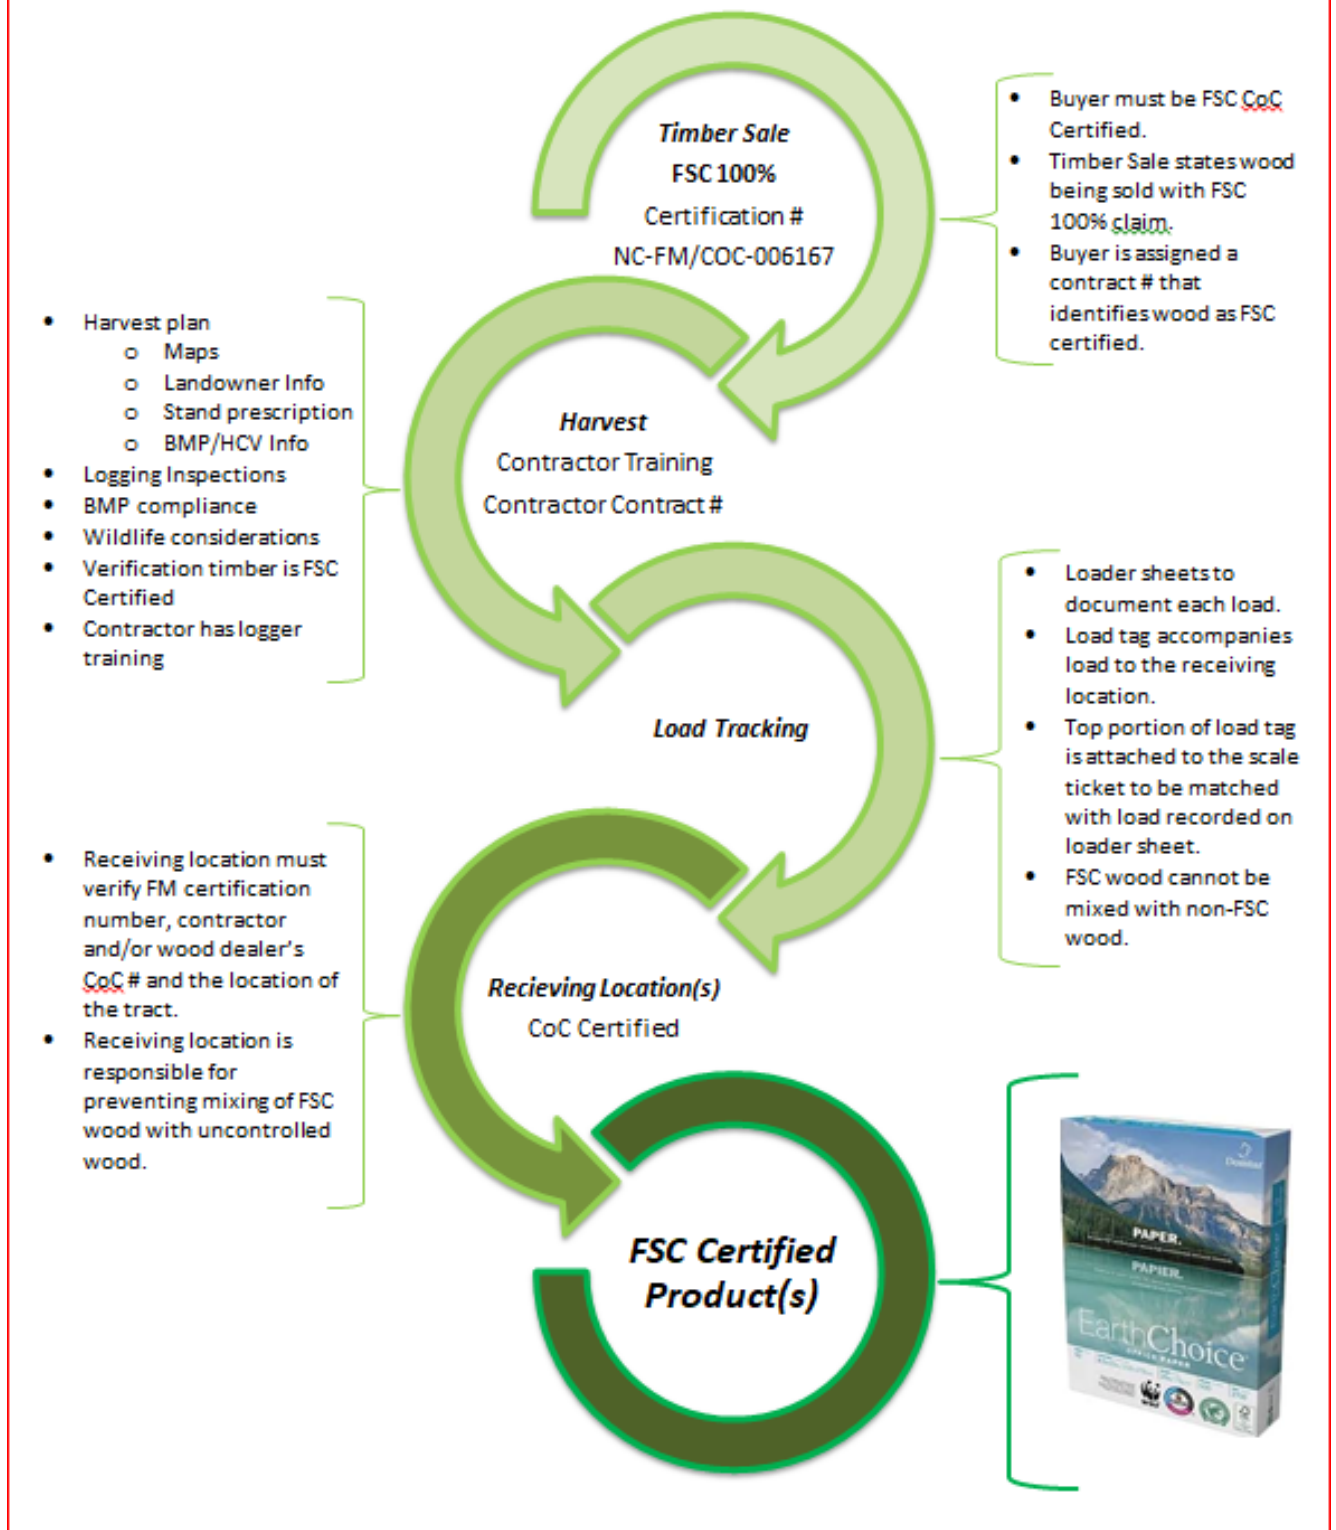 Timber Sale
FSC 100%
Certification #
NC-FM/COC-006167
• Buyer must be FSC CoC
Certified.
• Timber Sale states wood
being sold with FSC
100% claim.
• Buyer is assigned a
contract # that
identifies wood as FSC
certified.
• Harvest plan
o Maps
o Landowner Info
o Stand prescription
o BMP/HCV Info
• Logging Inspections
• BMP compliance
• Wildlife considerations
• Verification timber is FSC
Certified
• Contractor has logger
training
Harvest
Contractor Training
Contractor Contract #
Load Tracking
• Loader sheets to
document each load.
• Load tag accompanies
load to the receiving
location.
• Top portion of load tag
is attached to the scale
ticket to be matched
with load recorded on
loader sheet.
• FSC wood cannot be
mixed with non-FSC
wood.
• Receiving location must
verify FM certification
number, contractor
and/or wood dealer's
CoC # and the location of
the tract.
• Receiving location is
responsible for
preventing mixing of FSC
wood with uncontrolled
wood.
Recieving Location(s)
CoC Certified
FSC Certified
Product(s)
PAPER.
PAPIER.
EarthChoice
OFFICE PAPER
WWF